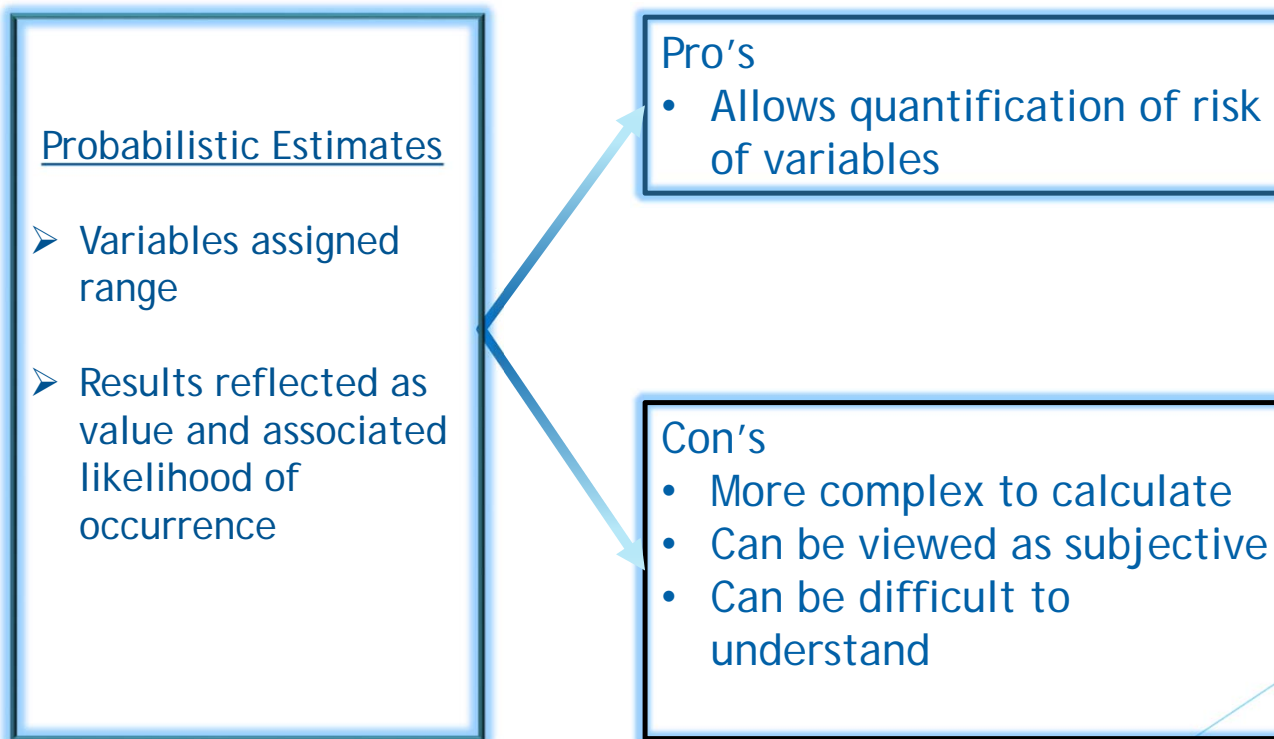 Probabilistic Estimates
➢ Variables assigned
range
➢ Results reflected as
value and associated
likelihood of
occurrence
Pro's
• Allows quantification of risk
of variables
Con's
• More complex to calculate
• Can be viewed as subjective
• Can be difficult to
understand